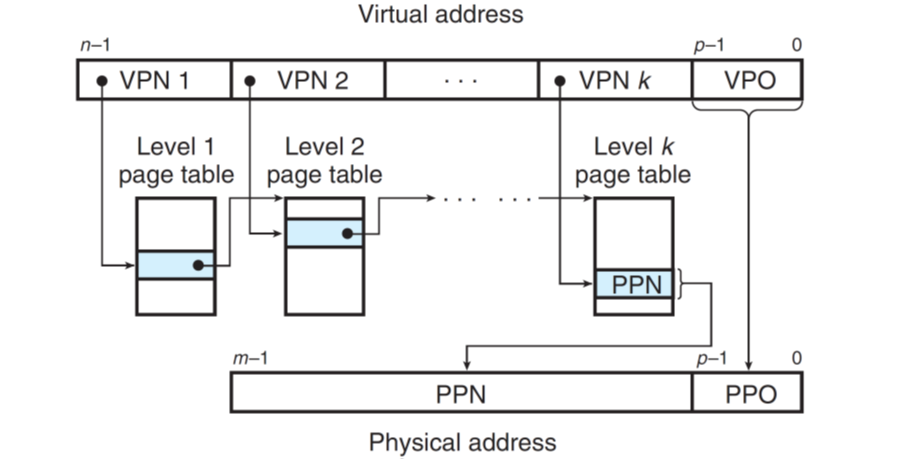 Virtual address
n–1 p–1 0
VPN 1 VPN 2 · · · VPN k VPO
Level 1 Level 2 Level k
page table page table page table
· · · · · ·
PPN
m–1 p–1 0
PPN PPO
Physical address